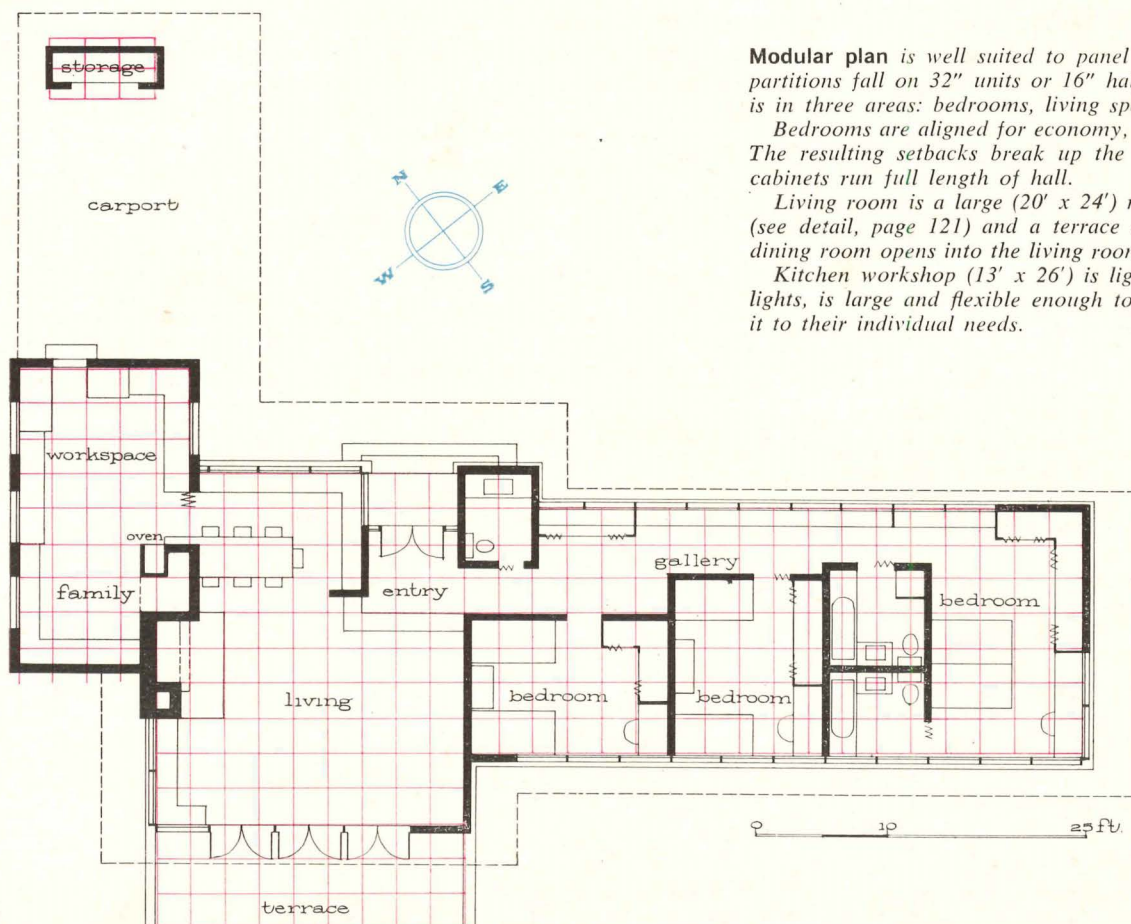 Modular plan is well suited to panel
partitions fall on 32" units or 16" hal
is in three areas: bedrooms, living sp
Bedrooms are aligned for economy,
The resulting setbacks break up the
cabinets run full length of hall.
Living room is a large (20' x 24') r
(see detail, page 121) and a terrace
dining room opens into the living room
Kitchen workshop (13' x 26') is lig
lights, is large and flexible enough to
it to their individual needs.
storage
carport
N
E
W
S
workspace
oven
family
entry
gallery
bedroom
living
bedroom
bedroom
0 10 25 ft.
terrace